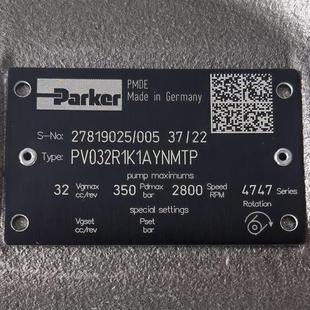 PMDE
Parker
Made in Germany
S-No: 27819025/005 37/22
Type: PV032R1K1AYNMTP
pump maximums
32 Vgmax cc/rev 350 Pdmax bar 2800 Speed RPM 4747 Series
special settings
Rotation
Vgset cc/rev Pset bar